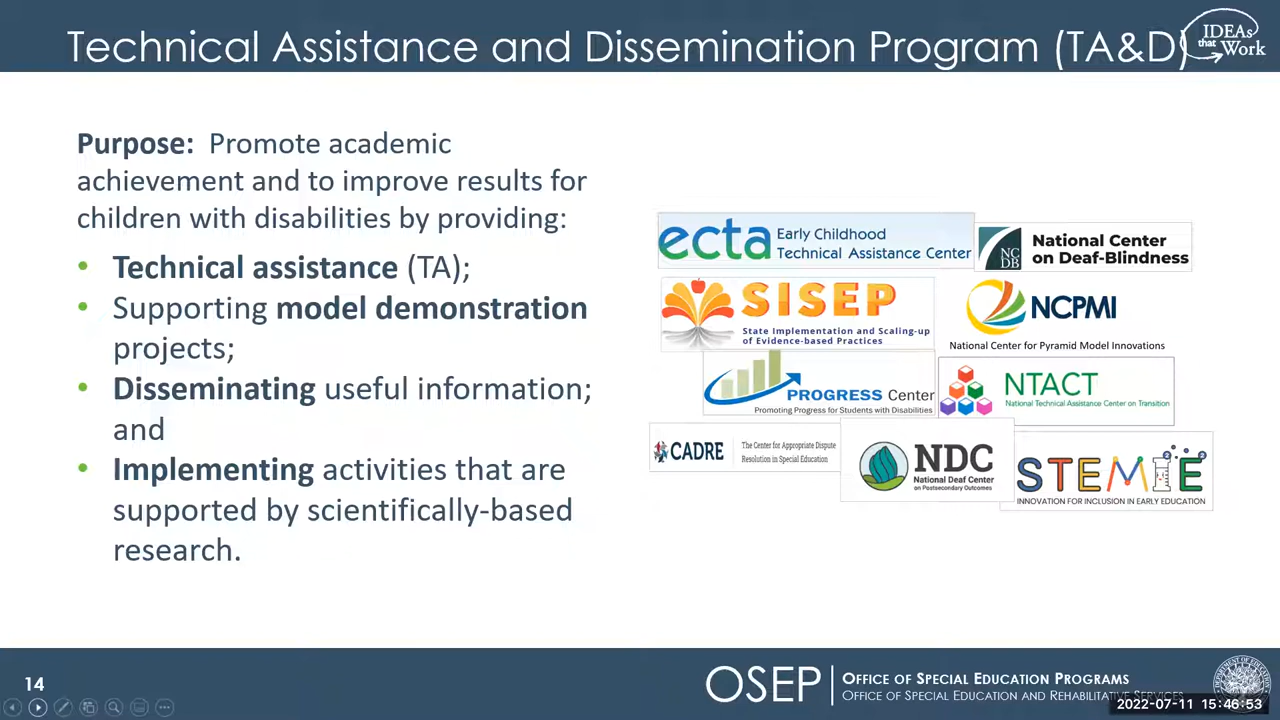 Technical Assistance and Dissemination Program (TA&D)
IDEAs
that Work
Purpose: Promote academic
achievement and to improve results for
children with disabilities by providing:
• Technical assistance (TA);
• Supporting model demonstration
projects;
• Disseminating useful information;
and
• Implementing activities that are
supported by scientifically-based
research.
ecta Early Childhood
Technical Assistance Center
NC
DB
National Center
on Deaf-Blindness
SISEP
State Implementation and Scaling-up
of Evidence-based Practices
NCPMI
National Center for Pyramid Model Innovations
PROGRESS Center
Promoting Progress for Students with Disabilities
NTACT
National Technical Assistance Center on Transition
CADRE
The Center for Appropriate Dispute
Resolution in Special Education
NDC
National Deaf Center
on Postsecondary Outcomes
STEMIE
INNOVATION FOR INCLUSION IN EARLY EDUCATION
14
OSEP
OFFICE OF SPECIAL EDUCATION PROGRAMS
OFFICE OF SPECIAL EDUCATION AND REHABILITATIVE SERVICES
2022-07-11 15:46:53